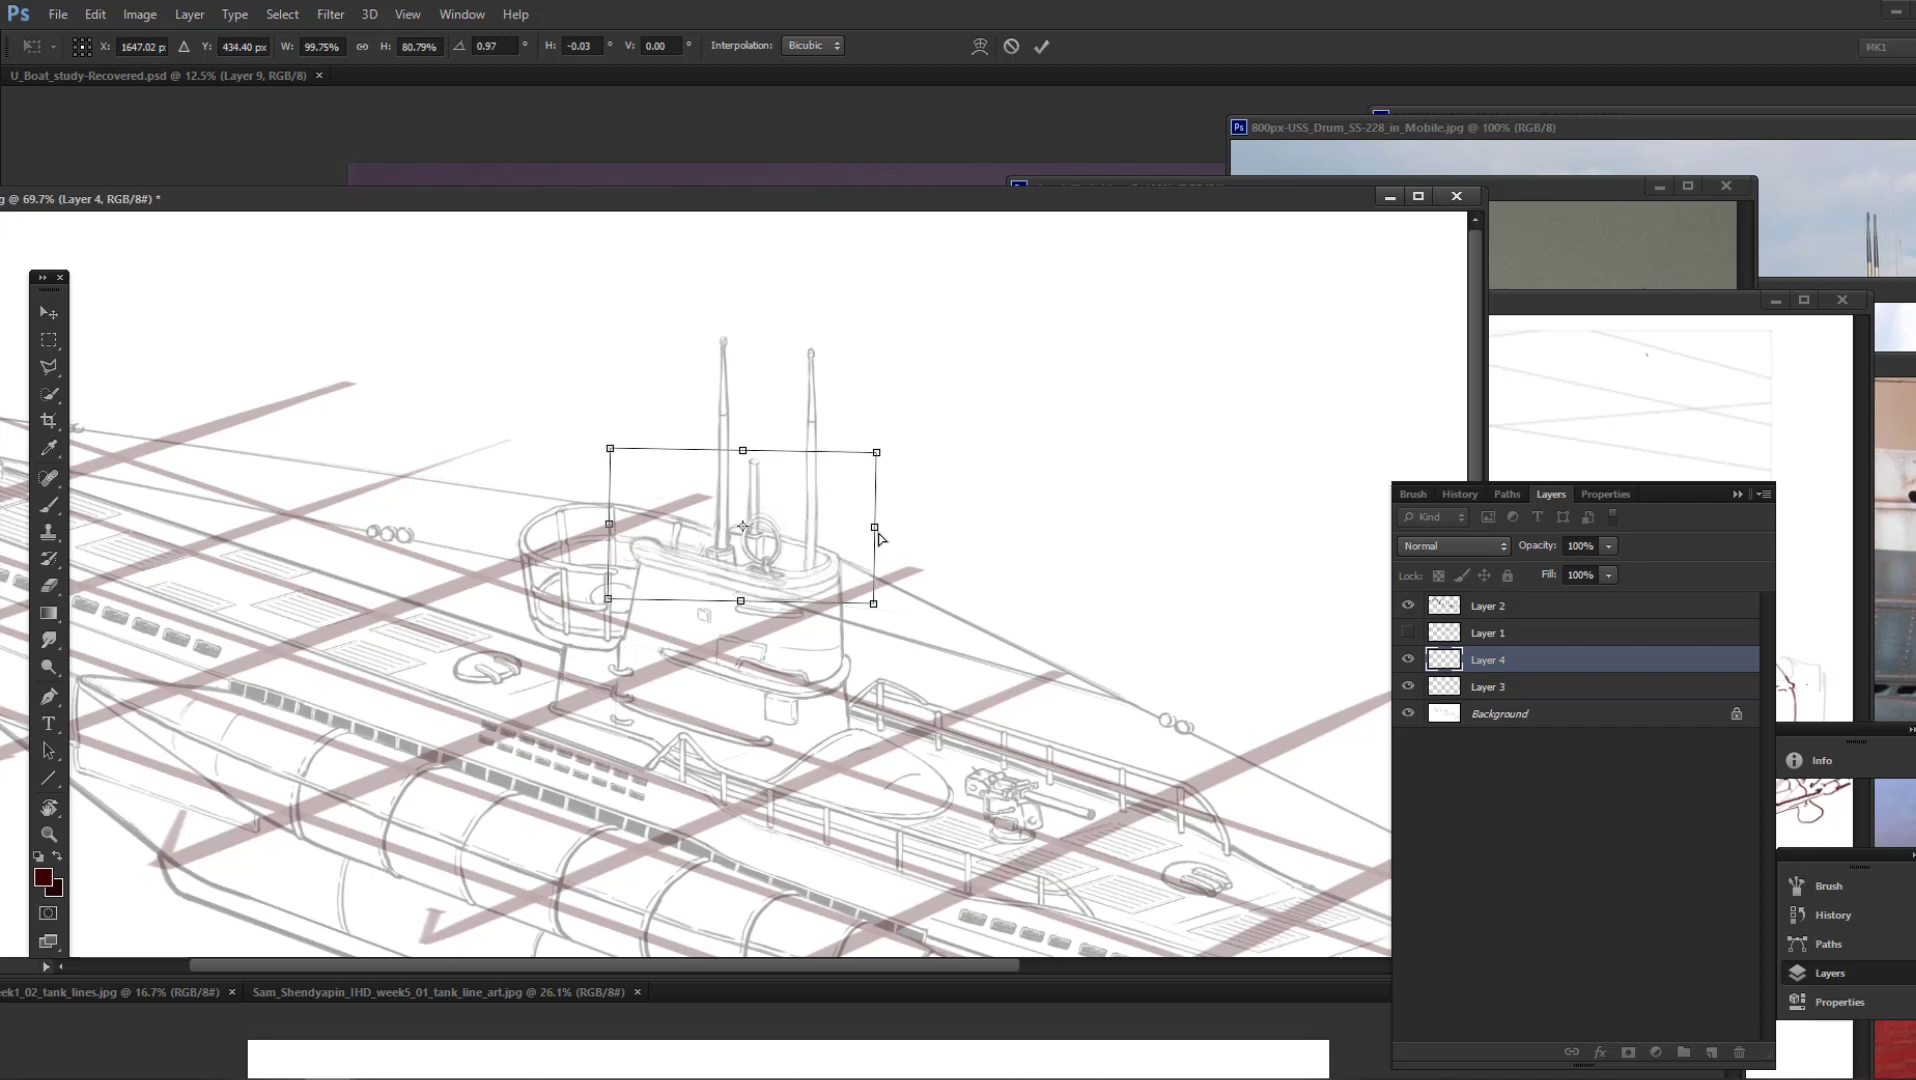 Ps File Edit Image Layer Type Select Filter 3D View Window Help
X: 1647.02 p Y: 434.40 px W: 99.75% H: 80.79% 0.97 ° H: -0.03 ° V: 0.00 ° Interpolation: Bicubic MK1
U_Boat_study-Recovered.psd @ 12.5% (Layer 9, RGB/8) ×
Ps 800px-USS_Drum_SS-228_in_Mobile.jpg @ 100% (RGB/8)
g @ 69.7% (Layer 4, RGB/8#) *
Brush History Paths Layers Properties
Kind
Normal Opacity: 100%
Lock: Fill: 100%
Layer 2
Layer 1
Layer 4
Layer 3
Background
Info
Brush
History
Paths
Layers
Properties
eek1_02_tank_lines.jpg @ 16.7% (RGB/8#) × Sam_Shendyapin_IHD_week5_01_tank_line_art.jpg @ 26.1% (RGB/8#) ×